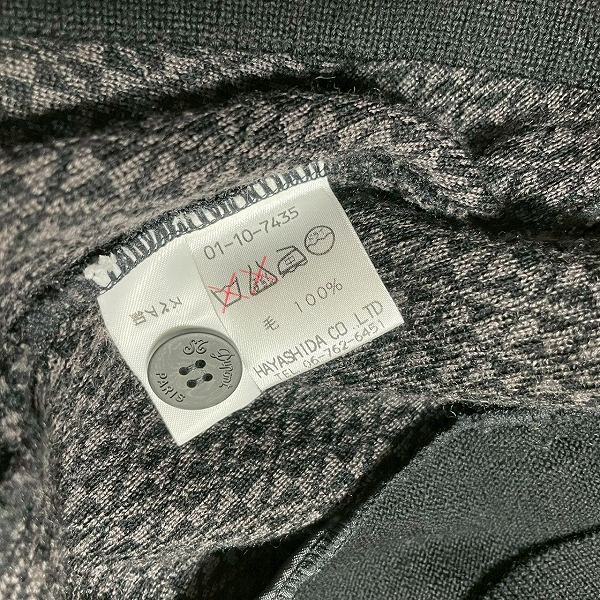 01-10-7435
毛 100%
HAYASHIDA CO.,LTD
TEL 06-762-6451
PARIS